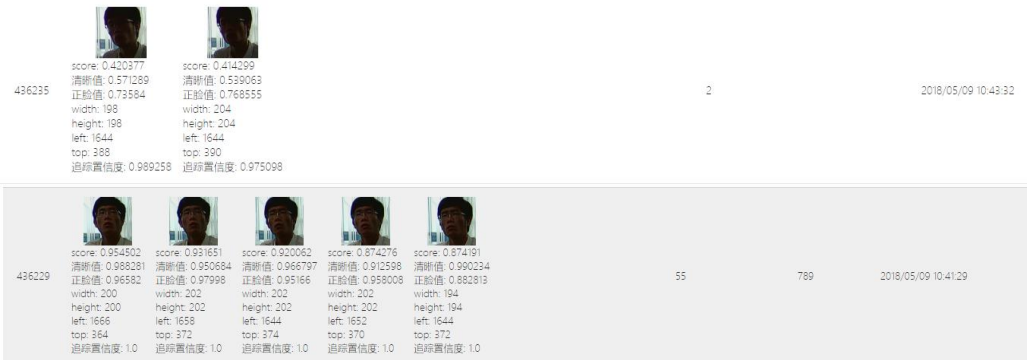 436235
score: 0.420377
清晰值: 0.571289
正脸值: 0.73584
width: 198
height: 198
left: 1644
top: 388
追踪置信度: 0.989258
score: 0.414299
清晰值: 0.539063
正脸值: 0.768555
width: 204
height: 204
left: 1644
top: 390
追踪置信度: 0.975098
2
2018/05/09 10:43:32
436229
score: 0.954502
清晰值: 0.988281
正脸值: 0.96582
width: 200
height: 200
left: 1666
top: 364
追踪置信度: 1.0
score: 0.931651
清晰值: 0.950684
正脸值: 0.97998
width: 202
height: 202
left: 1658
top: 372
追踪置信度: 1.0
score: 0.920062
清晰值: 0.966797
正脸值: 0.95166
width: 202
height: 202
left: 1644
top: 374
追踪置信度: 1.0
score: 0.874276
清晰值: 0.912598
正脸值: 0.958008
width: 202
height: 202
left: 1652
top: 370
追踪置信度: 1.0
score: 0.874191
清晰值: 0.990234
正脸值: 0.882813
width: 194
height: 194
left: 1644
top: 372
追踪置信度: 1.0
55
789
2018/05/09 10:41:29